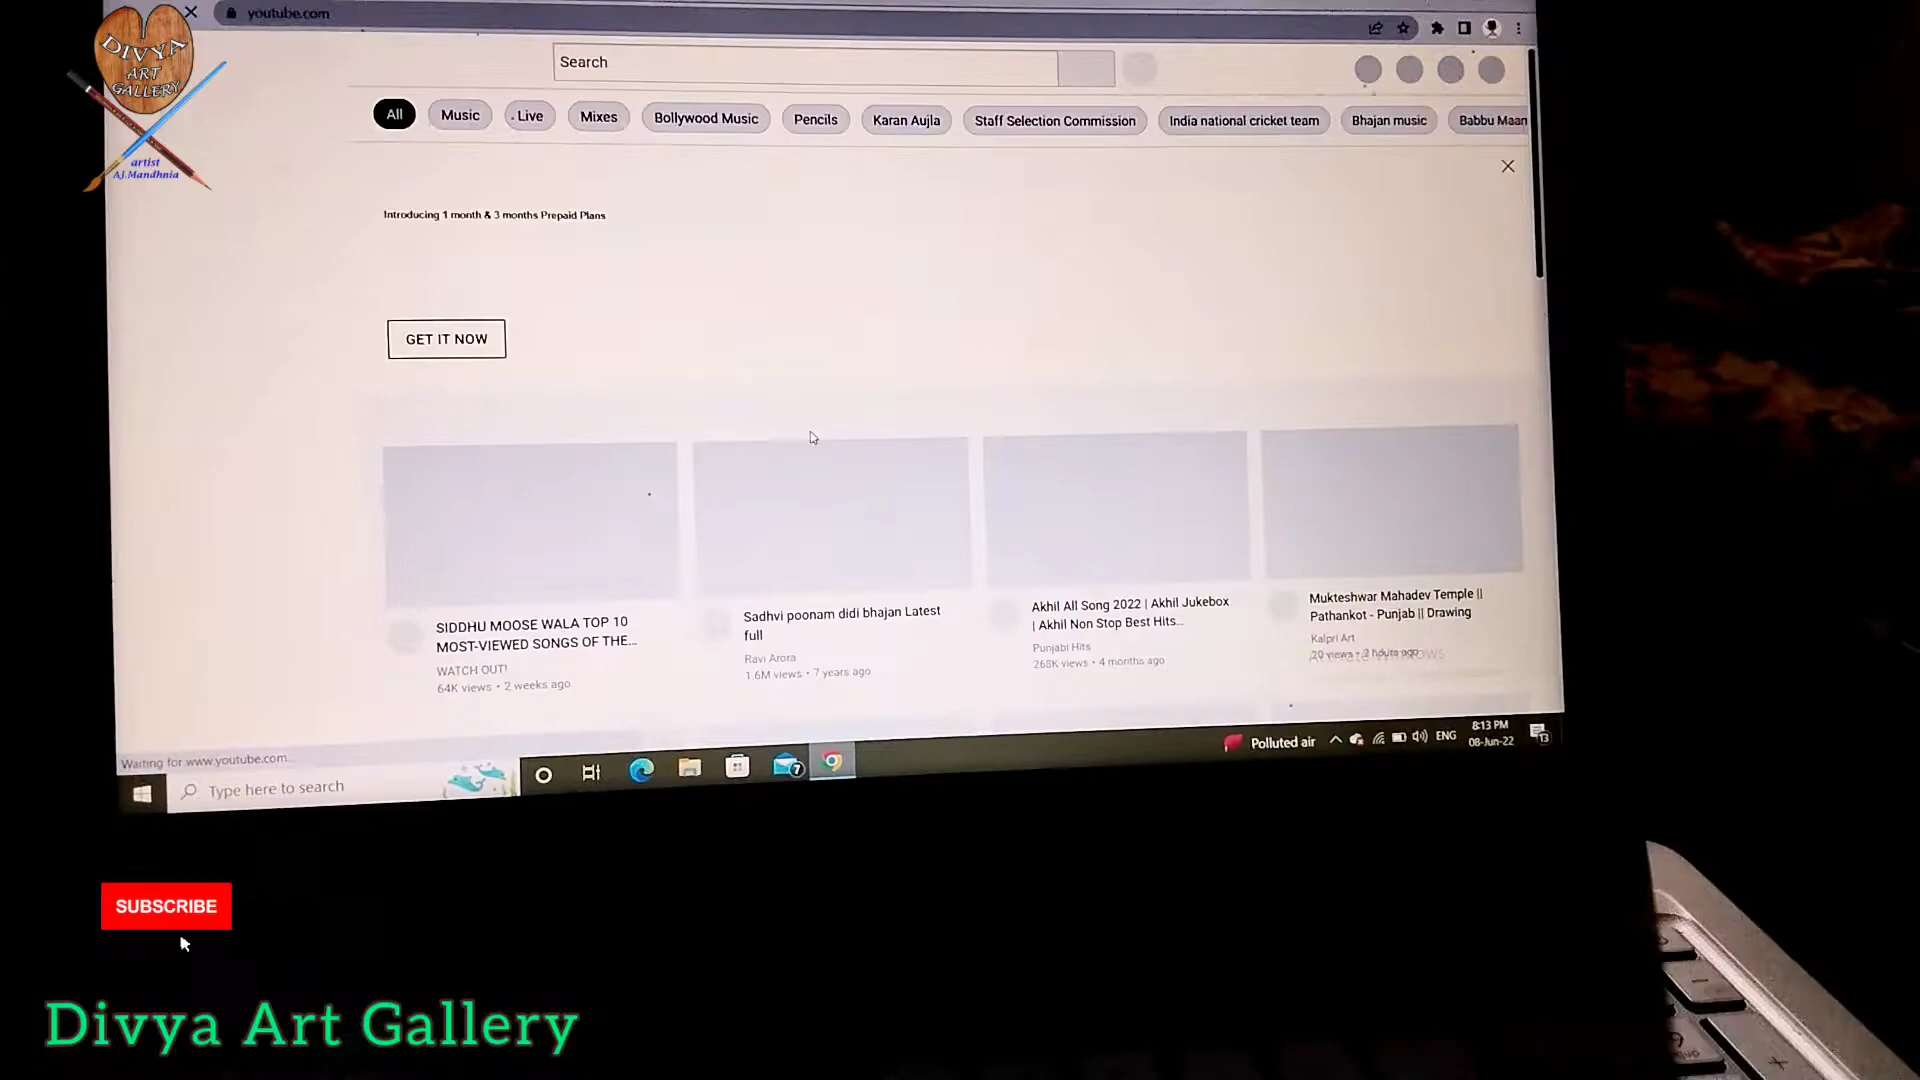 DIVYA
ART
GALLERY
artist
AJ.Mandhnia
youtube.com
Search
All
Music
Live
Mixes
Bollywood Music
Pencils
Karan Aujla
Staff Selection Commission
India national cricket team
Bhajan music
Babbu Maan
Introducing 1 month & 3 months Prepaid Plans
GET IT NOW
SIDDHU MOOSE WALA TOP 10
MOST-VIEWED SONGS OF THE...
WATCH OUT!
64K views • 2 weeks ago
Sadhvi poonam didi bhajan Latest
full
Ravi Arora
1.6M views • 7 years ago
Akhil All Song 2022 | Akhil Jukebox
| Akhil Non Stop Best Hits...
Punjabi Hits
268K views • 4 months ago
Mukteshwar Mahadev Temple ||
Pathankot - Punjab || Drawing
Kalpri Art
70 views • 2 hours ago
Activate Windows
Waiting for www.youtube.com...
Type here to search
7
Polluted air
ENG
8:13 PM
08-Jun-22
13
SUBSCRIBE
Divya Art Gallery